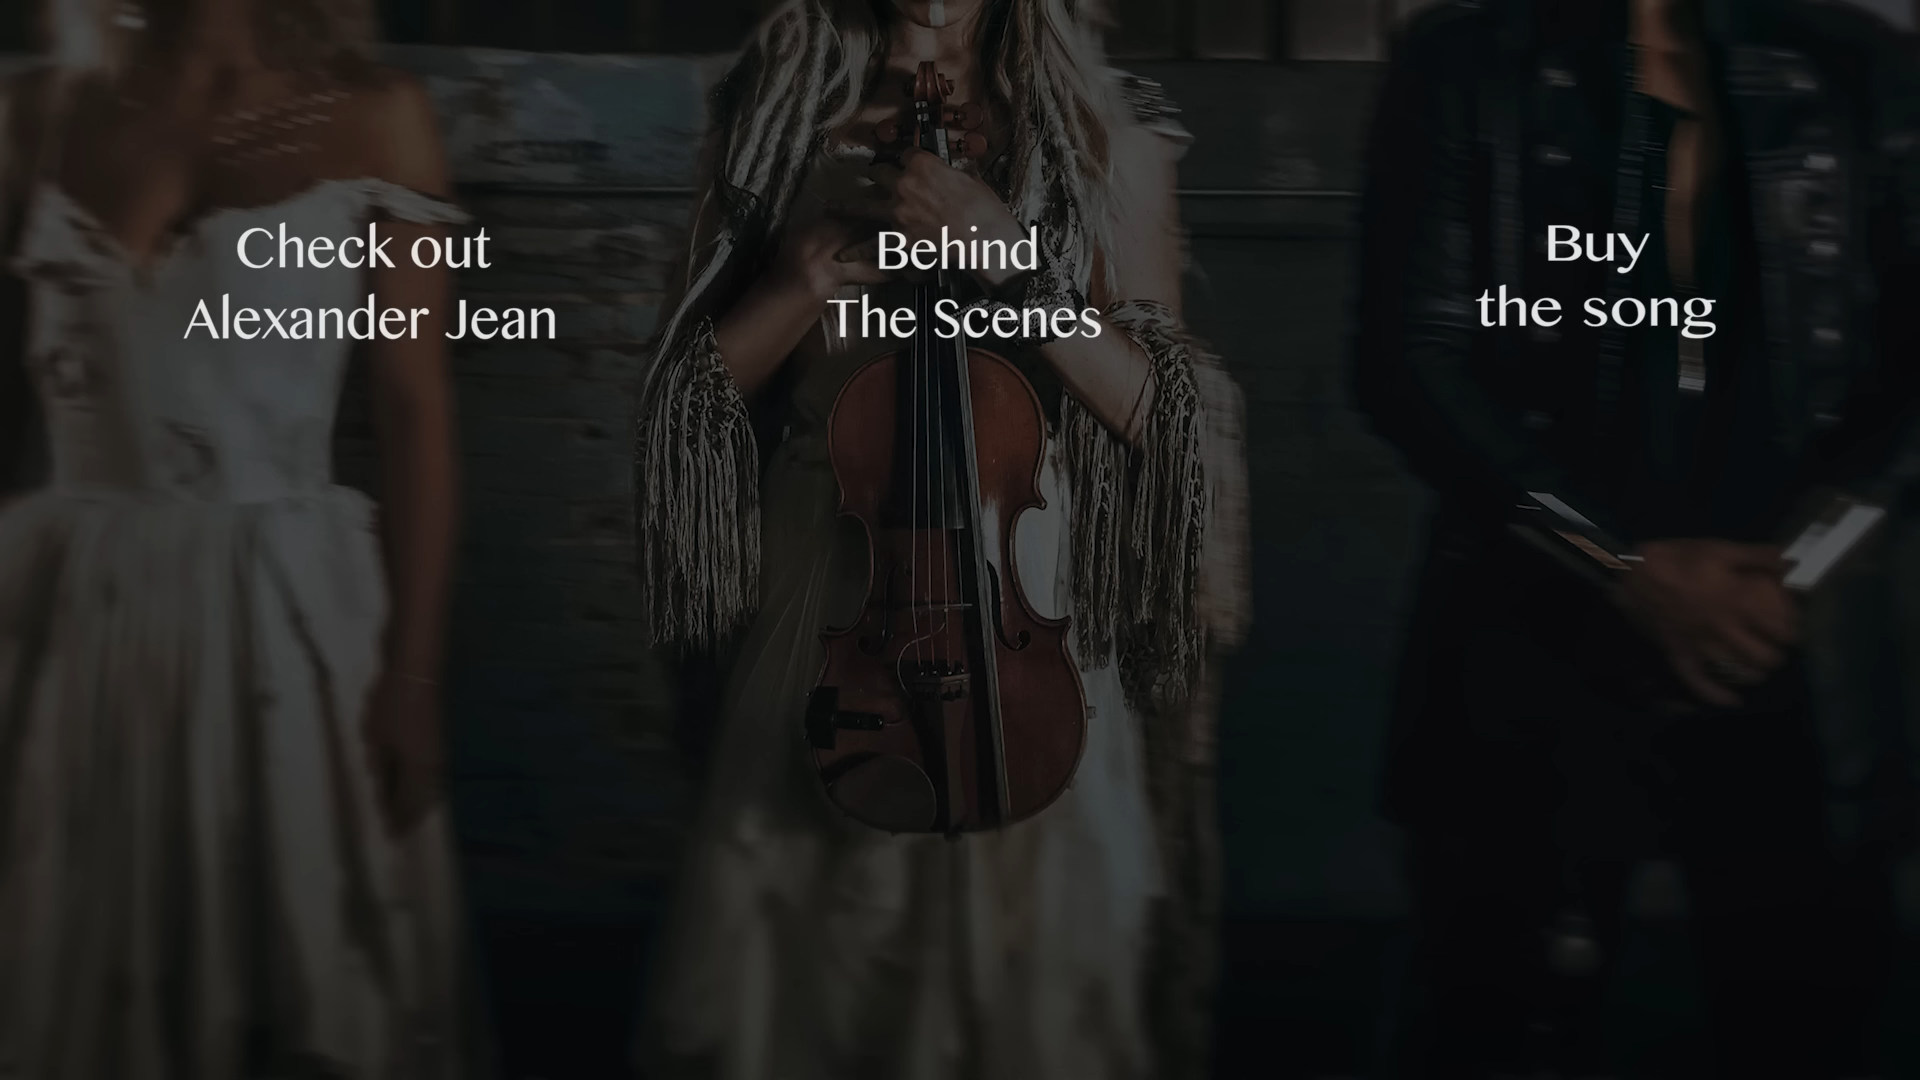 Check out
Alexander Jean
Behind
The Scenes
Buy
the song